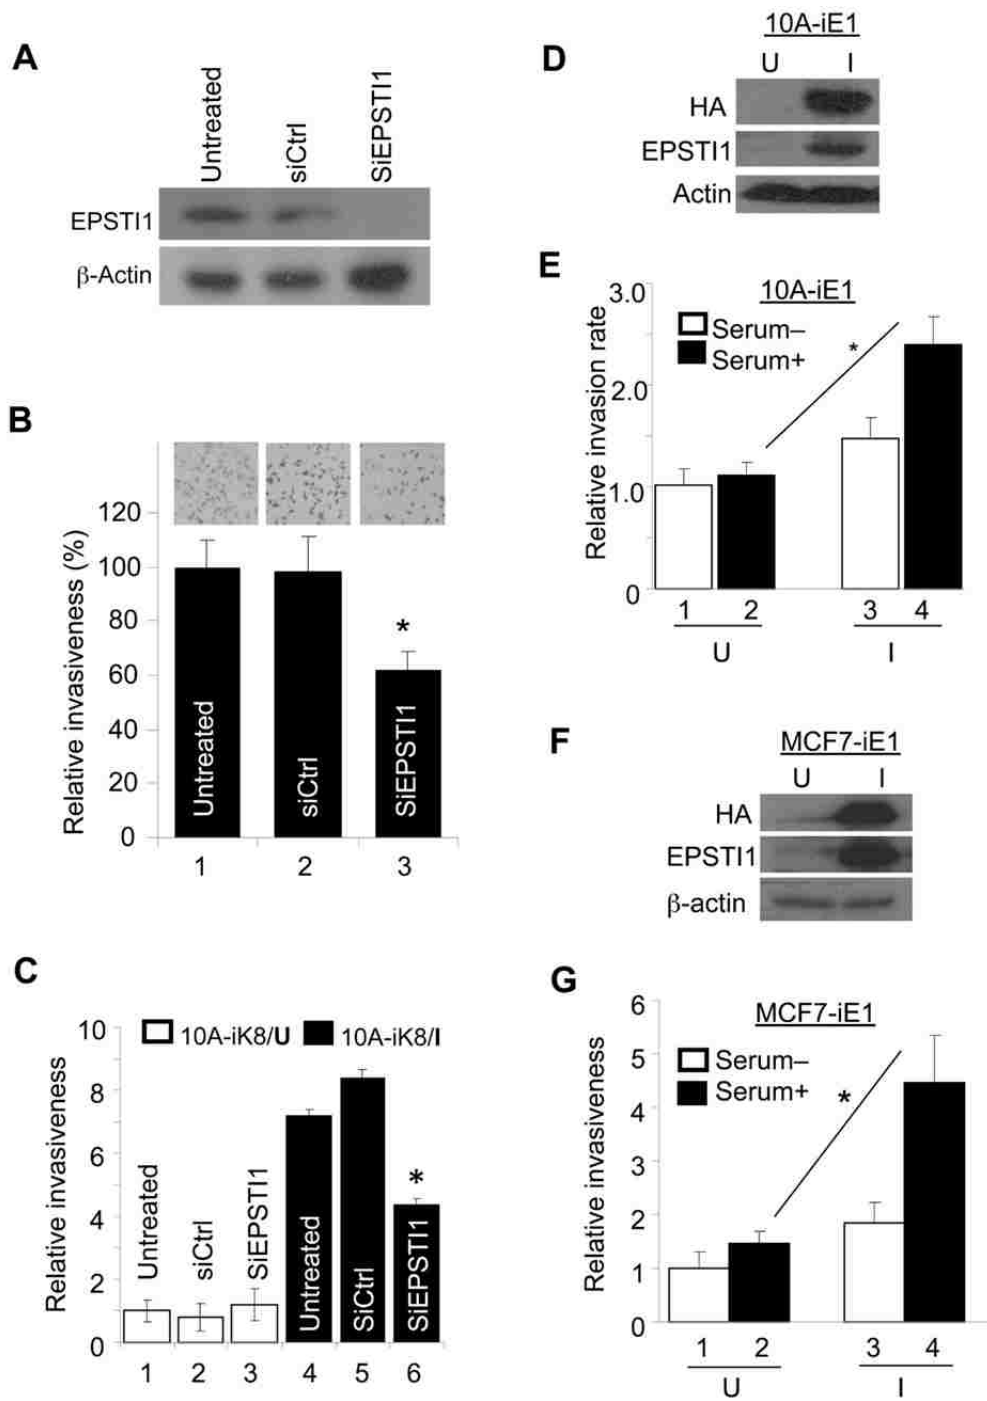 A
Untreated
siCtrl
SiEPSTI1
EPSTI1
β-Actin
B
Relative invasiveness (%)
120
100
80
60
40
20
0
*
Untreated
siCtrl
SiEPSTI1
1 2 3
C
Relative invasiveness
10
8
6
4
2
0
10A-iK8/U 10A-iK8/I
Untreated
siCtrl
SiEPSTI1
Untreated
SiCtrl
SiEPSTI1
*
1 2 3 4 5 6
D
10A-iE1
U I
HA
EPSTI1
Actin
E
10A-iE1
Relative invasion rate
3.0
2.0
1.0
0
Serum–
Serum+
*
1 2 3 4
U I
F
MCF7-iE1
U I
HA
EPSTI1
β-actin
G
MCF7-iE1
Relative invasiveness
6
5
4
3
2
1
0
Serum–
Serum+
*
1 2 3 4
U I